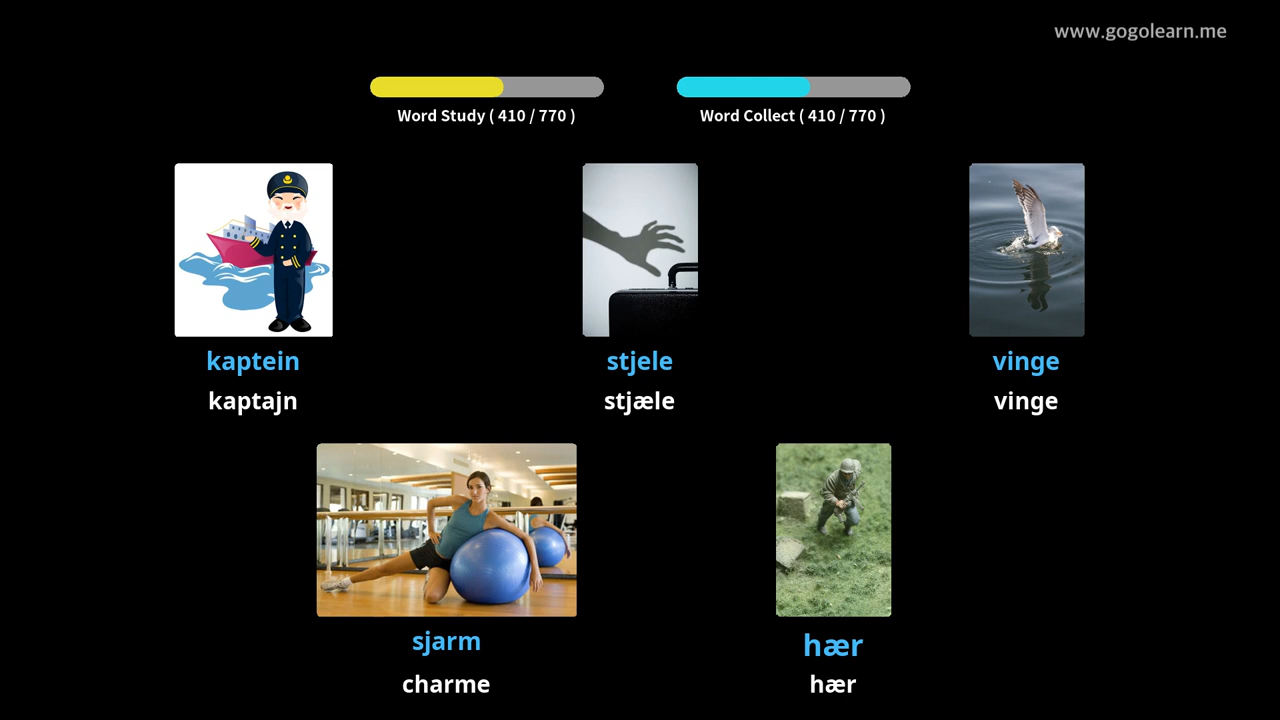 www.gogolearn.me
Word Study ( 410 / 770 )
Word Collect ( 410 / 770 )
kaptein
kaptajn
stjele
stjæle
vinge
vinge
sjarm
charme
hær
hær